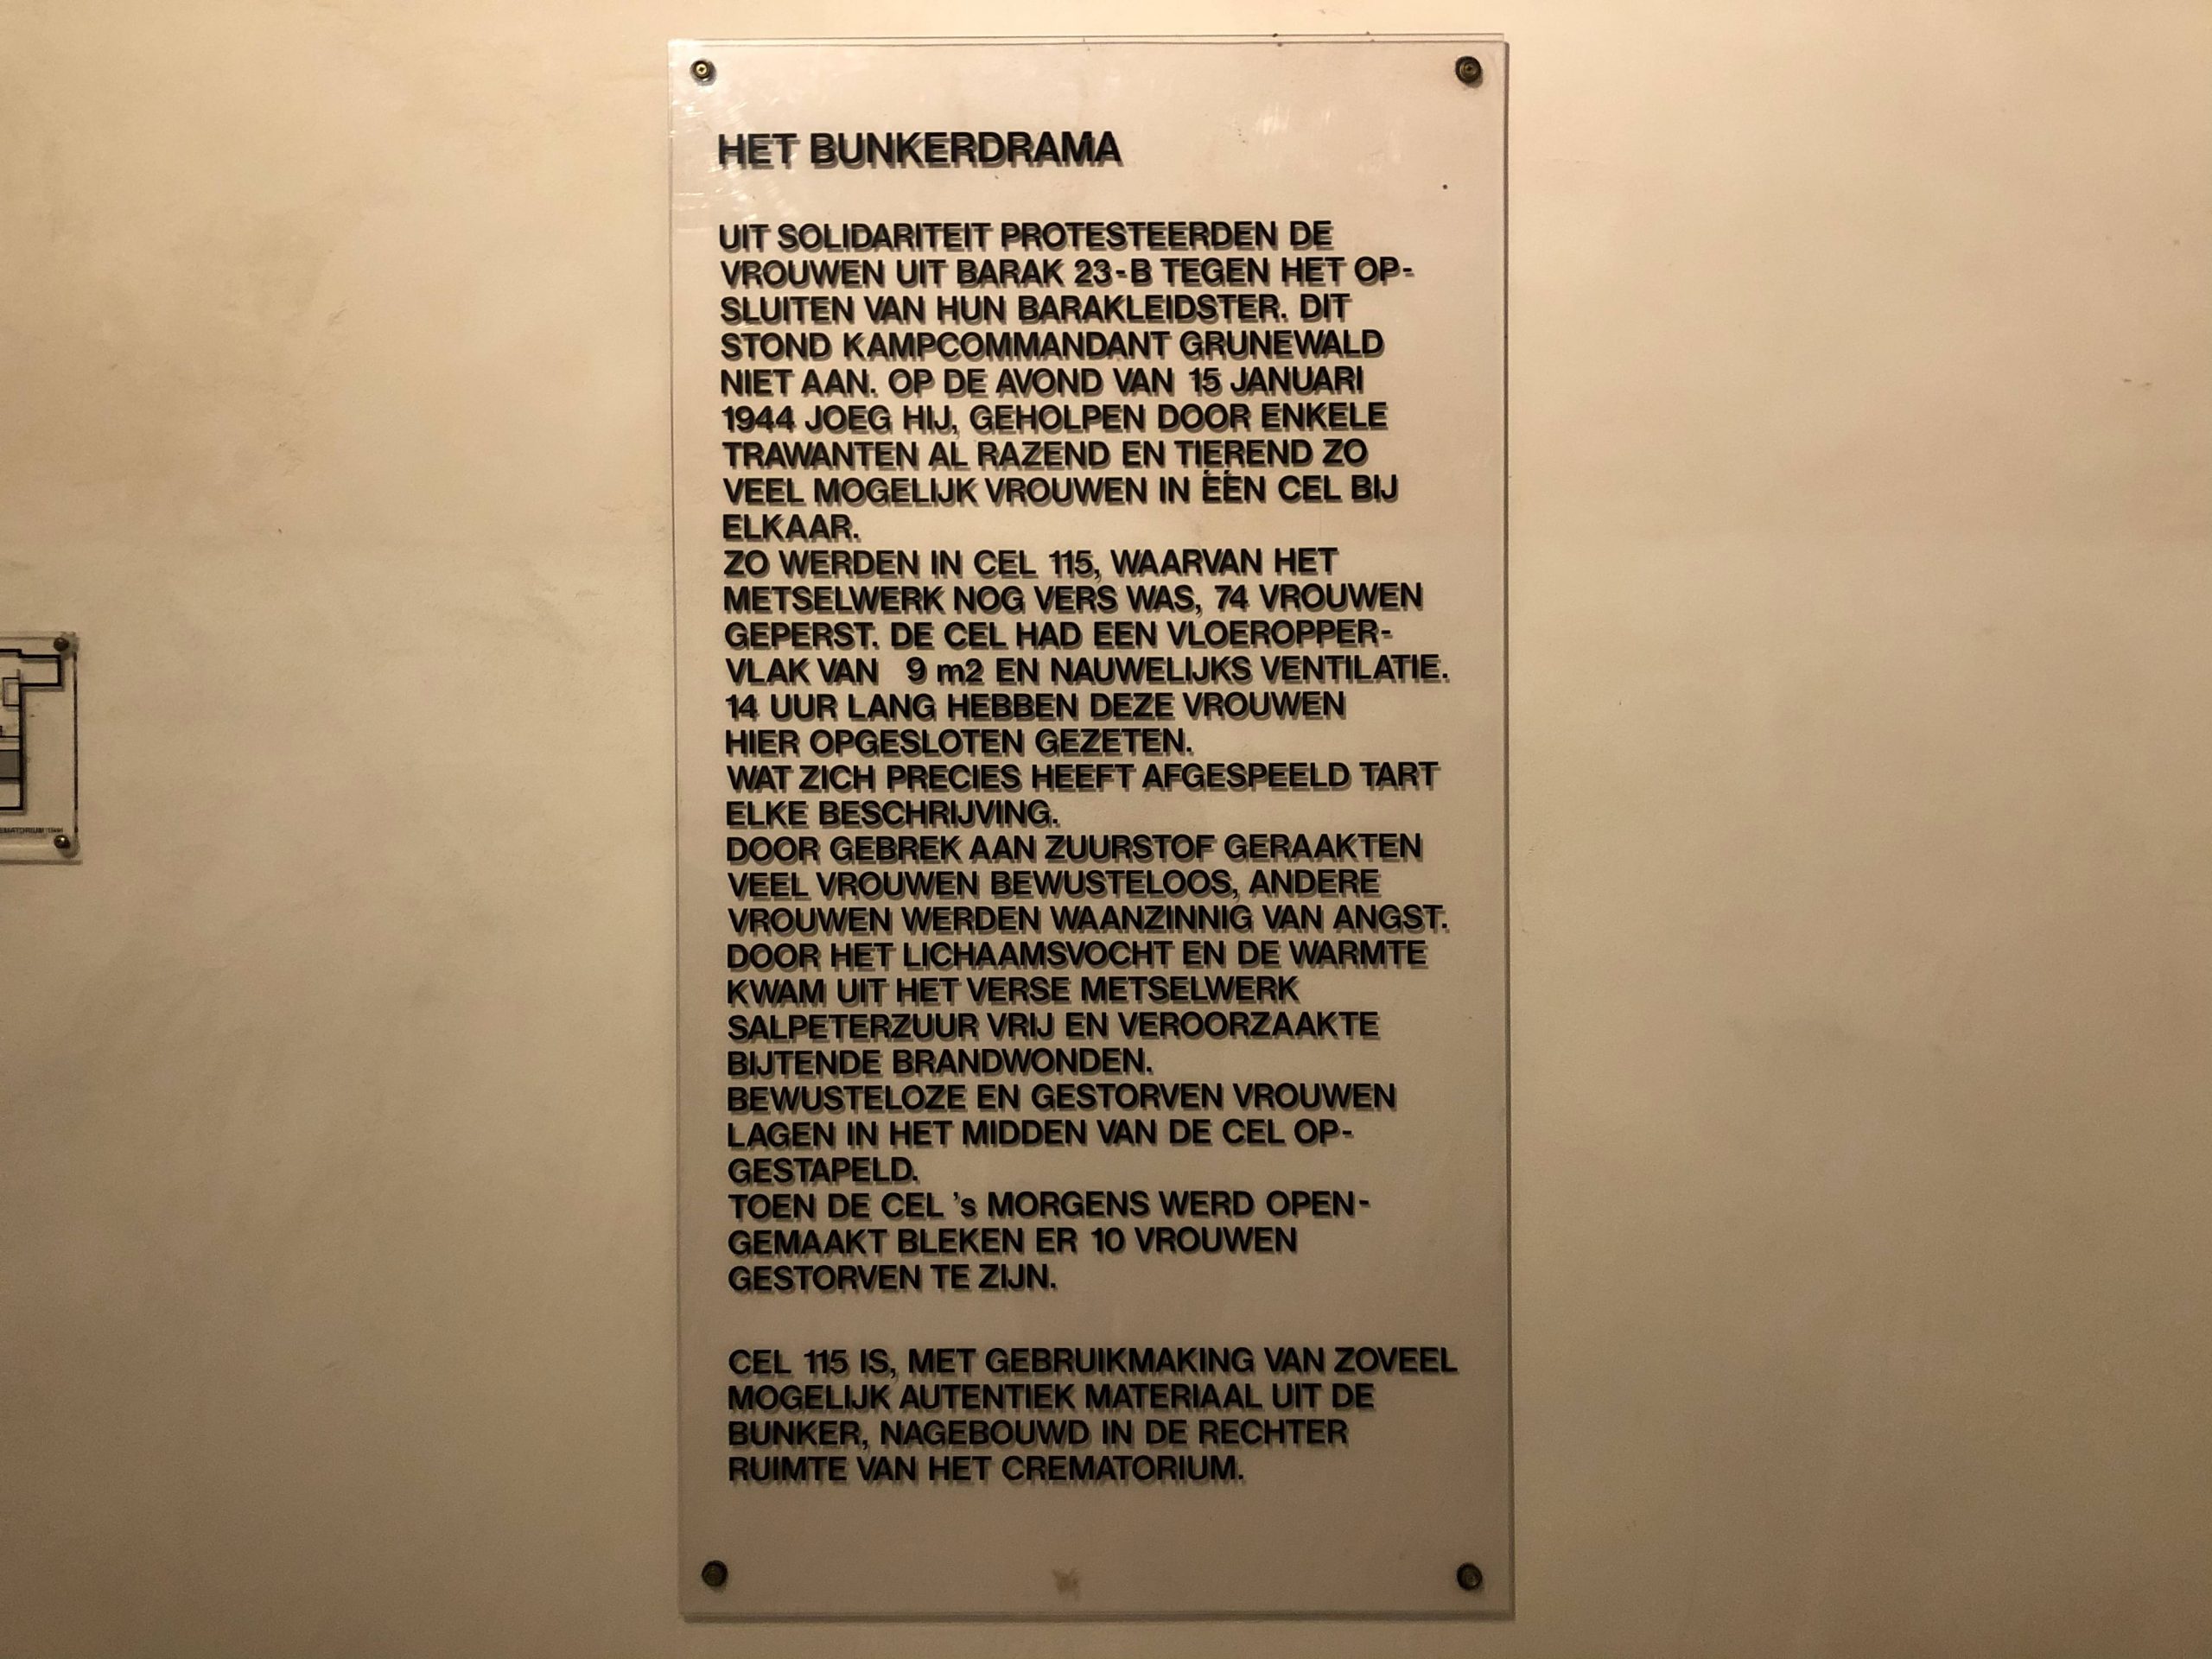 HET BUNKERDRAMA
UIT SOLIDARITEIT PROTESTEERDEN DE
VROUWEN UIT BARAK 23-B TEGEN HET OP-
SLUITEN VAN HUN BARAKLEIDSTER. DIT
STOND KAMPCOMMANDANT GRUNEWALD
NIET AAN. OP DE AVOND VAN 15 JANUARI
1944 JOEG HIJ, GEHOLPEN DOOR ENKELE
TRAWANTEN AL RAZEND EN TIEREND ZO
VEEL MOGELIJK VROUWEN IN ÉÉN CEL BIJ
ELKAAR.
ZO WERDEN IN CEL 115, WAARVAN HET
METSELWERK NOG VERS WAS, 74 VROUWEN
GEPERST. DE CEL HAD EEN VLOEROPPER-
VLAK VAN 9 m2 EN NAUWELIJKS VENTILATIE.
14 UUR LANG HEBBEN DEZE VROUWEN
HIER OPGESLOTEN GEZETEN.
WAT ZICH PRECIES HEEFT AFGESPEELD TART
ELKE BESCHRIJVING.
DOOR GEBREK AAN ZUURSTOF GERAAKTEN
VEEL VROUWEN BEWUSTELOOS, ANDERE
VROUWEN WERDEN WAANZINNIG VAN ANGST.
DOOR HET LICHAAMSVOCHT EN DE WARMTE
KWAM UIT HET VERSE METSELWERK
SALPETERZUUR VRIJ EN VEROORZAAKTE
BIJTENDE BRANDWONDEN.
BEWUSTELOZE EN GESTORVEN VROUWEN
LAGEN IN HET MIDDEN VAN DE CEL OP-
GESTAPELD.
TOEN DE CEL 's MORGENS WERD OPEN-
GEMAAKT BLEKEN ER 10 VROUWEN
GESTORVEN TE ZIJN.
CEL 115 IS, MET GEBRUIKMAKING VAN ZOVEEL
MOGELIJK AUTENTIEK MATERIAAL UIT DE
BUNKER, NAGEBOUWD IN DE RECHTER
RUIMTE VAN HET CREMATORIUM.